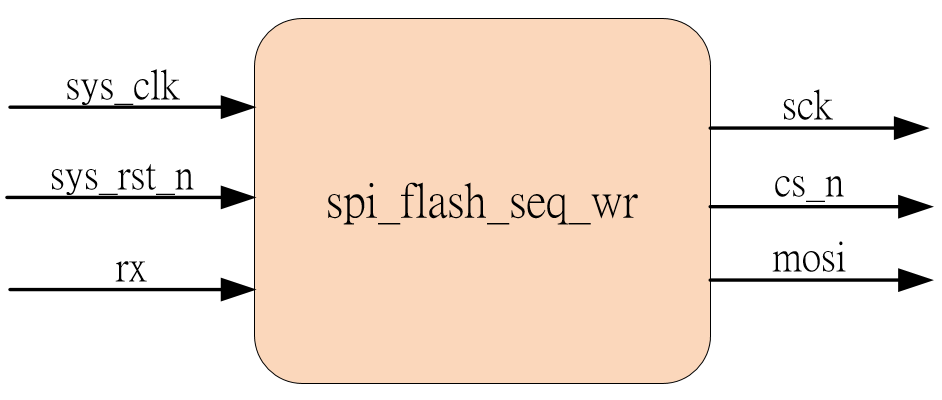 sys_clk
sys_rst_n
rx
spi_flash_seq_wr
sck
cs_n
mosi